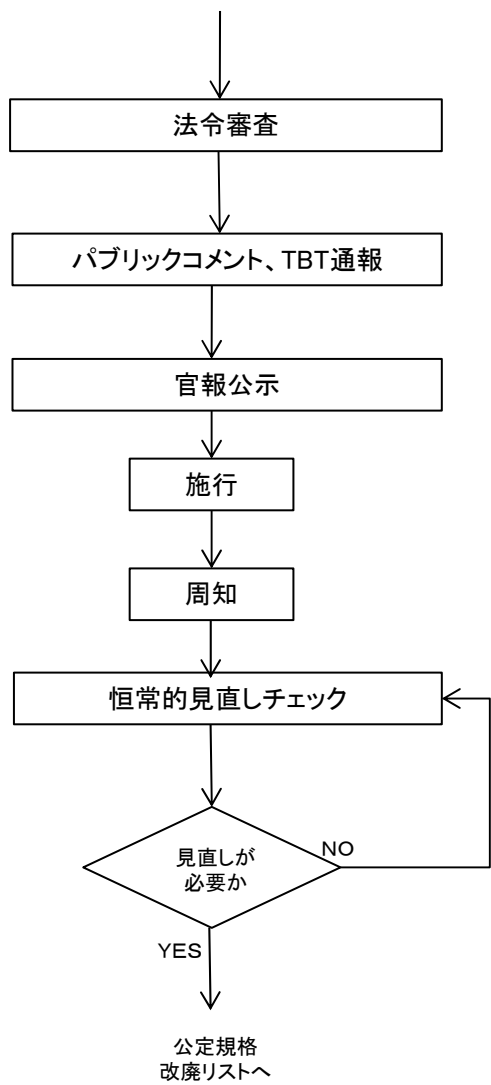 法令審査
パブリックコメント、TBT通報
官報公示
施行
周知
恒常的見直しチェック
見直しが
必要か
NO
YES
公定規格
改廃リストへ